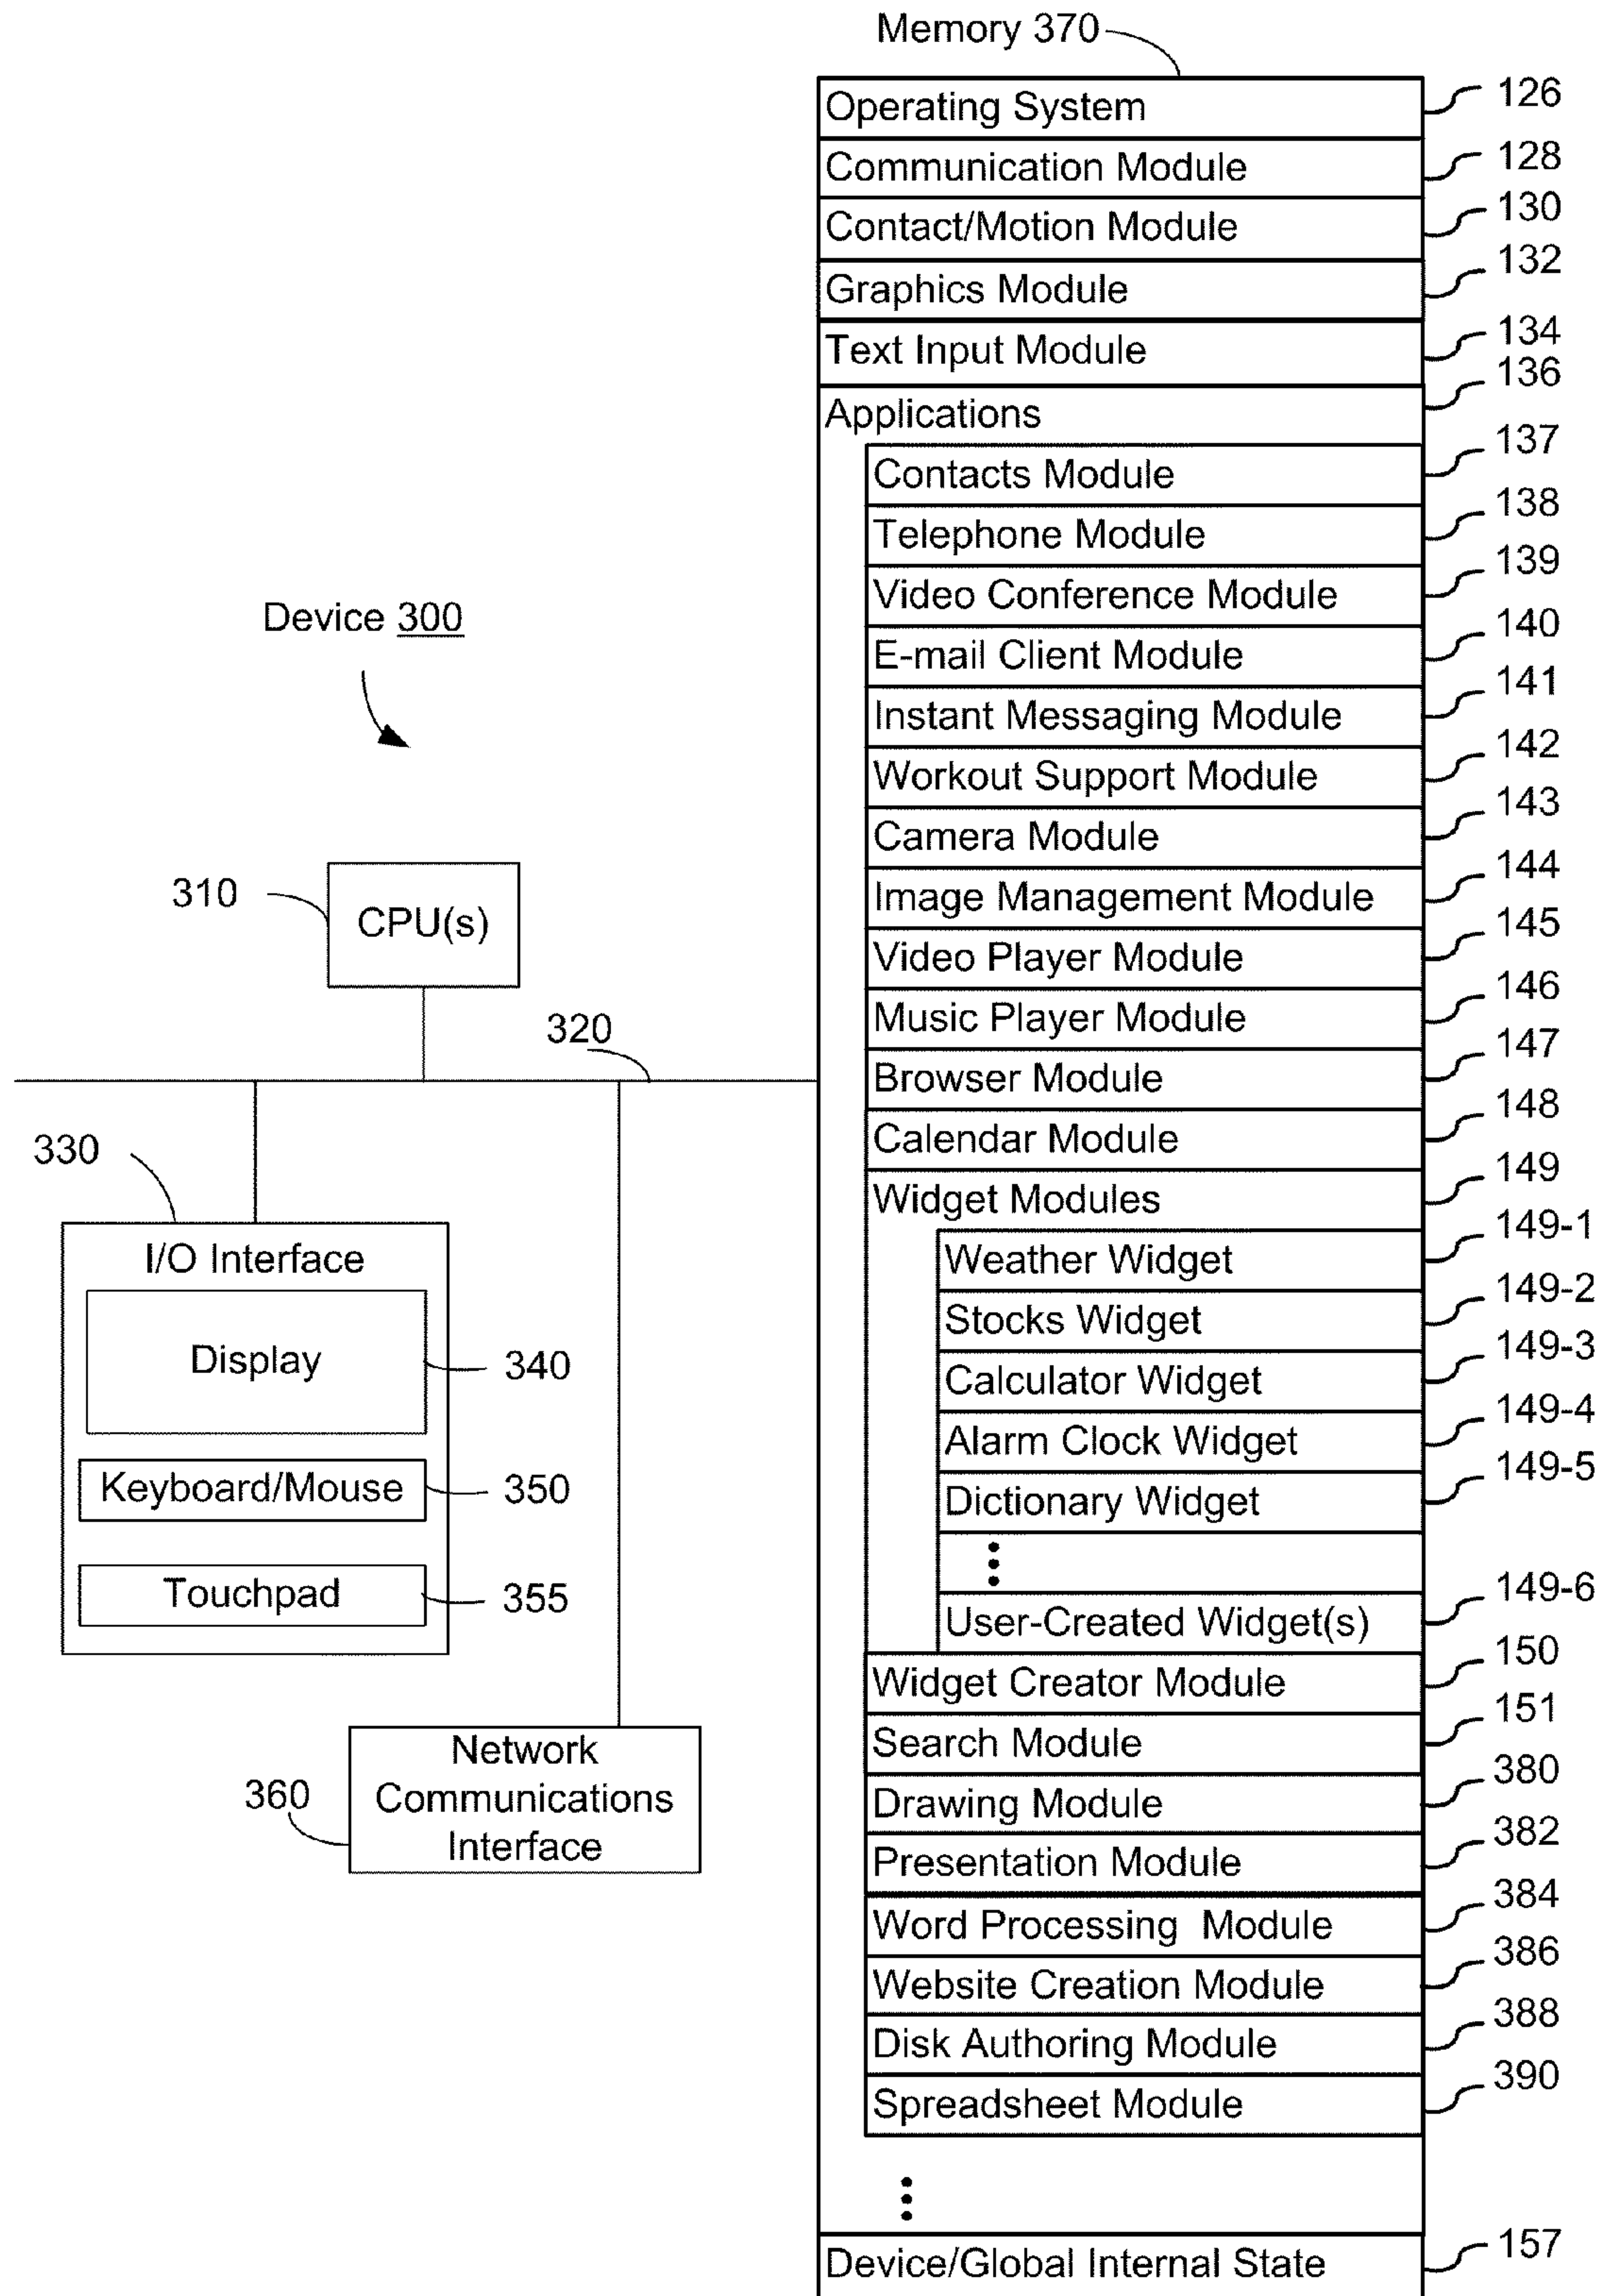 Memory 370
Operating System 126
Communication Module 128
Contact/Motion Module 130
Graphics Module 132
Text Input Module 134
Applications 136
Contacts Module 137
Telephone Module 138
Video Conference Module 139
E-mail Client Module 140
Instant Messaging Module 141
Workout Support Module 142
Camera Module 143
Image Management Module 144
Video Player Module 145
Music Player Module 146
Browser Module 147
Calendar Module 148
Widget Modules 149
Weather Widget 149-1
Stocks Widget 149-2
Calculator Widget 149-3
Alarm Clock Widget 149-4
Dictionary Widget 149-5
User-Created Widget(s) 149-6
Widget Creator Module 150
Search Module 151
Drawing Module 380
Presentation Module 382
Word Processing  Module 384
Website Creation Module 386
Disk Authoring Module 388
Spreadsheet Module 390
Device/Global Internal State 157
Device 300
310
CPU(s)
320
330
I/O Interface
Display 340
Keyboard/Mouse 350
Touchpad 355
360
Network
Communications
Interface